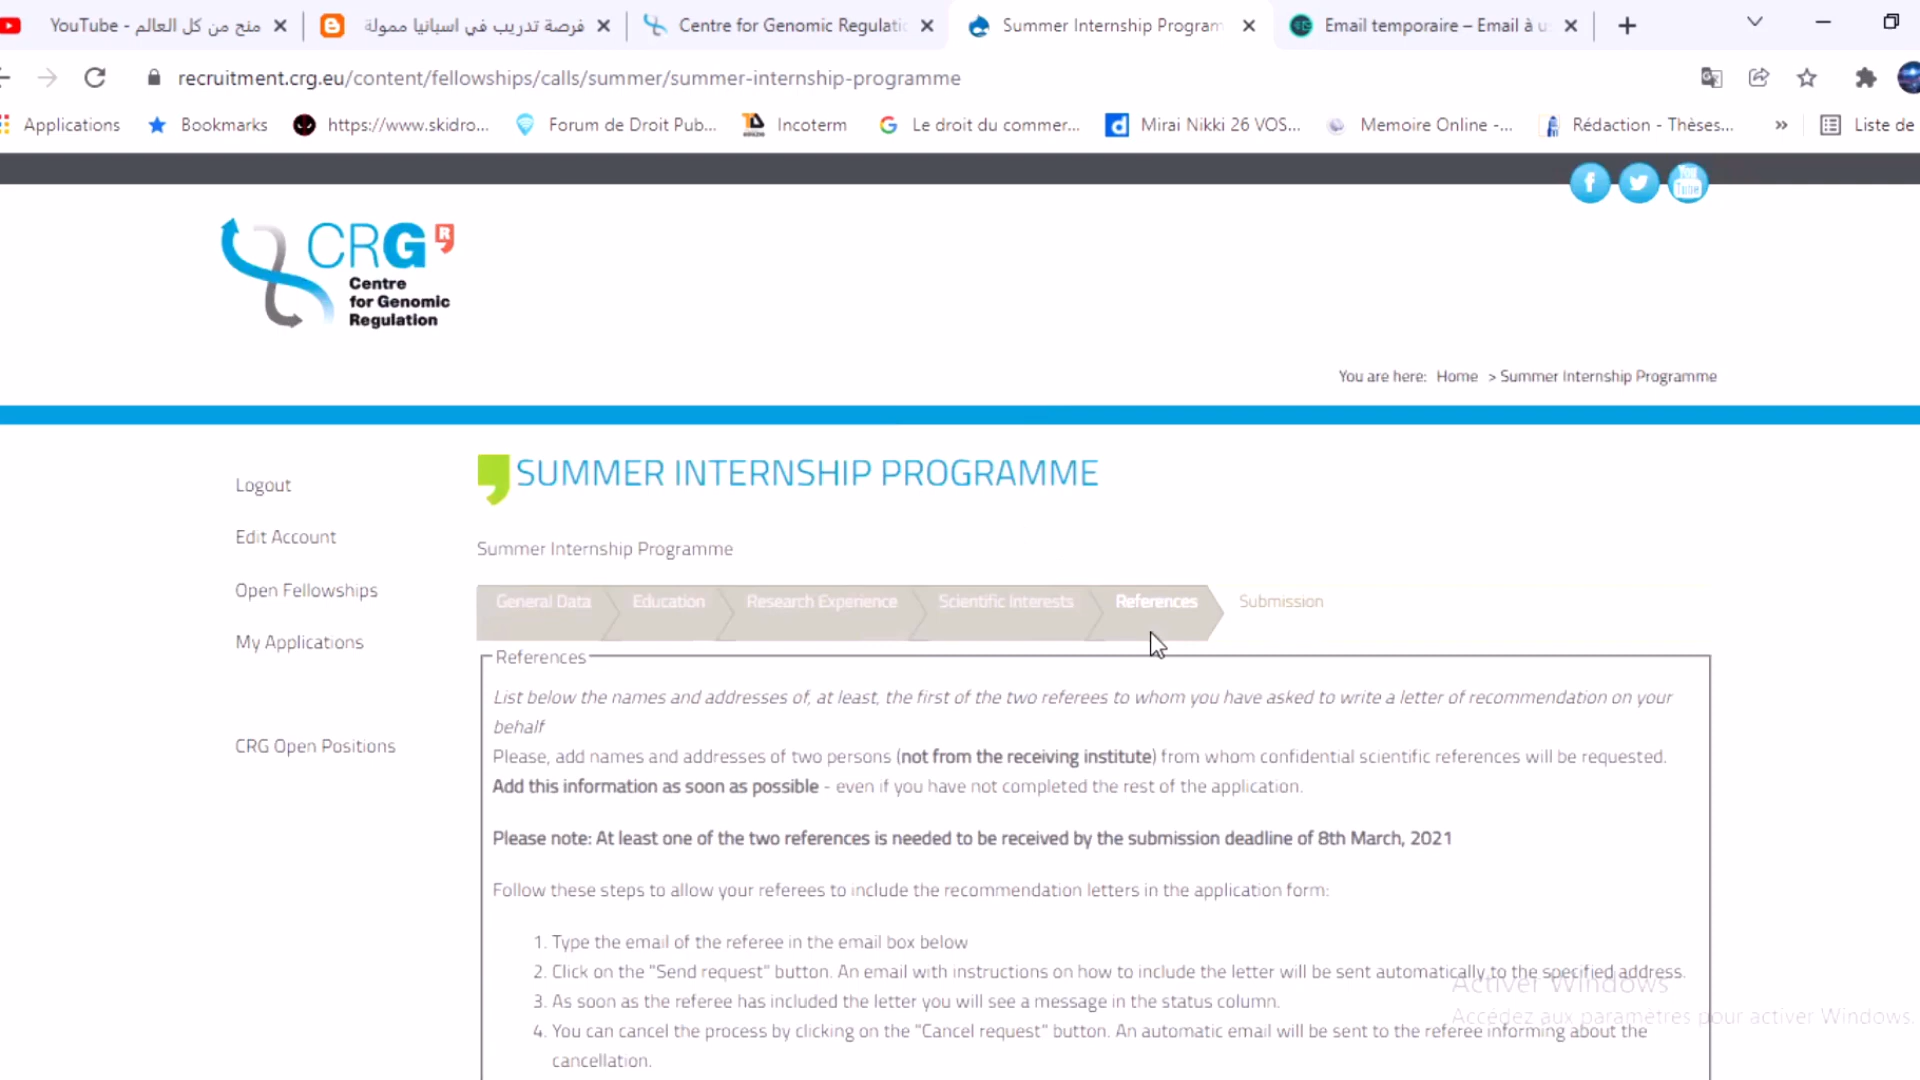 منح من كل العالم - YouTube
فرصة تدريب في اسبانيا ممولة
Centre for Genomic Regulatic
Summer Internship Program
Email temporaire – Email à u
recruitment.crg.eu/content/fellowships/calls/summer/summer-internship-programme
Applications
Bookmarks
https://www.skidro...
Forum de Droit Pub...
Incoterm
Le droit du commer...
Mirai Nikki 26 VOS...
Memoire Online -...
Rédaction - Thèses...
»
Liste de
CRG
Centre
for Genomic
Regulation
You are here: Home > Summer Internship Programme
Logout
Edit Account
Open Fellowships
My Applications
CRG Open Positions
SUMMER INTERNSHIP PROGRAMME
Summer Internship Programme
General Data
Education
Research Experience
Scientific Interests
References
Submission
References
List below the names and addresses of, at least, the first of the two referees to whom you have asked to write a letter of recommendation on your
behalf
Please, add names and addresses of two persons (not from the receiving institute) from whom confidential scientific references will be requested.
Add this information as soon as possible - even if you have not completed the rest of the application.
Please note: At least one of the two references is needed to be received by the submission deadline of 8th March, 2021
Follow these steps to allow your referees to include the recommendation letters in the application form:
1. Type the email of the referee in the email box below
2. Click on the "Send request" button. An email with instructions on how to include the letter will be sent automatically to the specified address.
3. As soon as the referee has included the letter you will see a message in the status column.
4. You can cancel the process by clicking on the "Cancel request" button. An automatic email will be sent to the referee informing about the
cancellation.
Activer Windows
Accédez aux paramètres pour activer Windows.